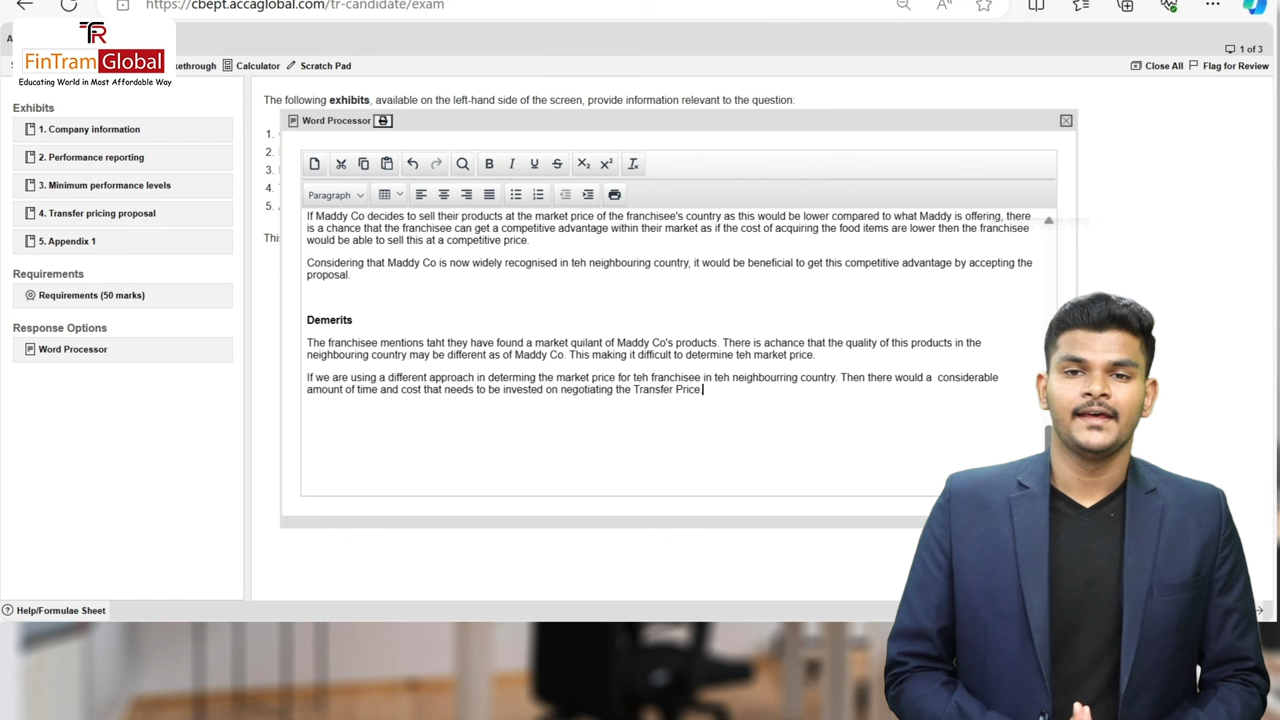 https://cbept.accaglobal.com/tr-candidate/exam
FR
FinTram Global
Educating World in Most Affordable Way
A
1 of 3
kethrough Calculator Scratch Pad
Close All Flag for Review
Exhibits
1. Company information
2. Performance reporting
3. Minimum performance levels
4. Transfer pricing proposal
5. Appendix 1
Requirements
Requirements (50 marks)
Response Options
Word Processor
The following exhibits, available on the left-hand side of the screen, provide information relevant to the question:
1.
2.
3.
4.
5.
Thi
Word Processor
B I U S X₂ X² Ix
Paragraph
If Maddy Co decides to sell their products at the market price of the franchisee's country as this would be lower compared to what Maddy is offering, there
is a chance that the franchisee can get a competitive advantage within their market as if the cost of acquiring the food items are lower then the franchisee
would be able to sell this at a competitive price.
Considering that Maddy Co is now widely recognised in teh neighbouring country, it would be beneficial to get this competitive advantage by accepting the
proposal.
Demerits
The franchisee mentions taht they have found a market quilant of Maddy Co's products. There is achance that the quality of this products in the
neighbouring country may be different as of Maddy Co. This making it difficult to determine teh market price.
If we are using a different approach in determing the market price for teh franchisee in teh neighbourring country. Then there would a  considerable
amount of time and cost that needs to be invested on negotiating the Transfer Price.
Help/Formulae Sheet